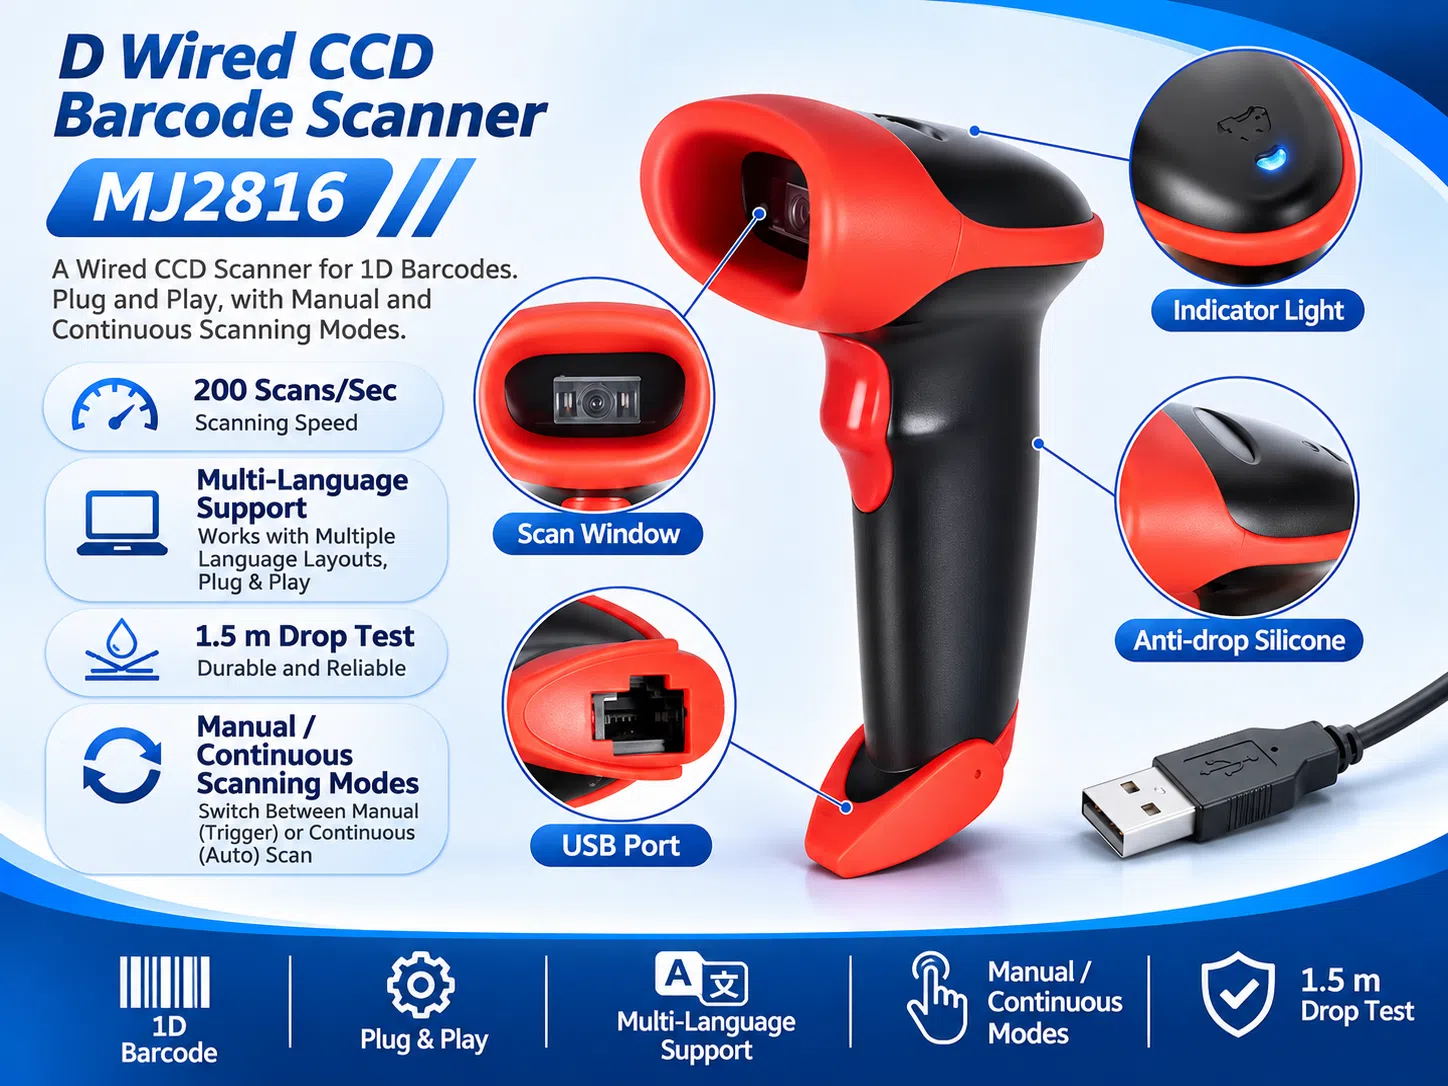 D Wired CCD
Barcode Scanner
MJ2816
A Wired CCD Scanner for 1D Barcodes.
Plug and Play, with Manual and
Continuous Scanning Modes.
200 Scans/Sec
Scanning Speed
Multi-Language
Support
Works with Multiple
Language Layouts,
Plug & Play
1.5 m Drop Test
Durable and Reliable
Manual /
Continuous
Scanning Modes
Switch Between Manual
(Trigger) or Continuous
(Auto) Scan
Scan Window
USB Port
Indicator Light
Anti-drop Silicone
1D
Barcode
Plug & Play
A 文
Multi-Language
Support
Manual /
Continuous
Modes
1.5 m
Drop Test